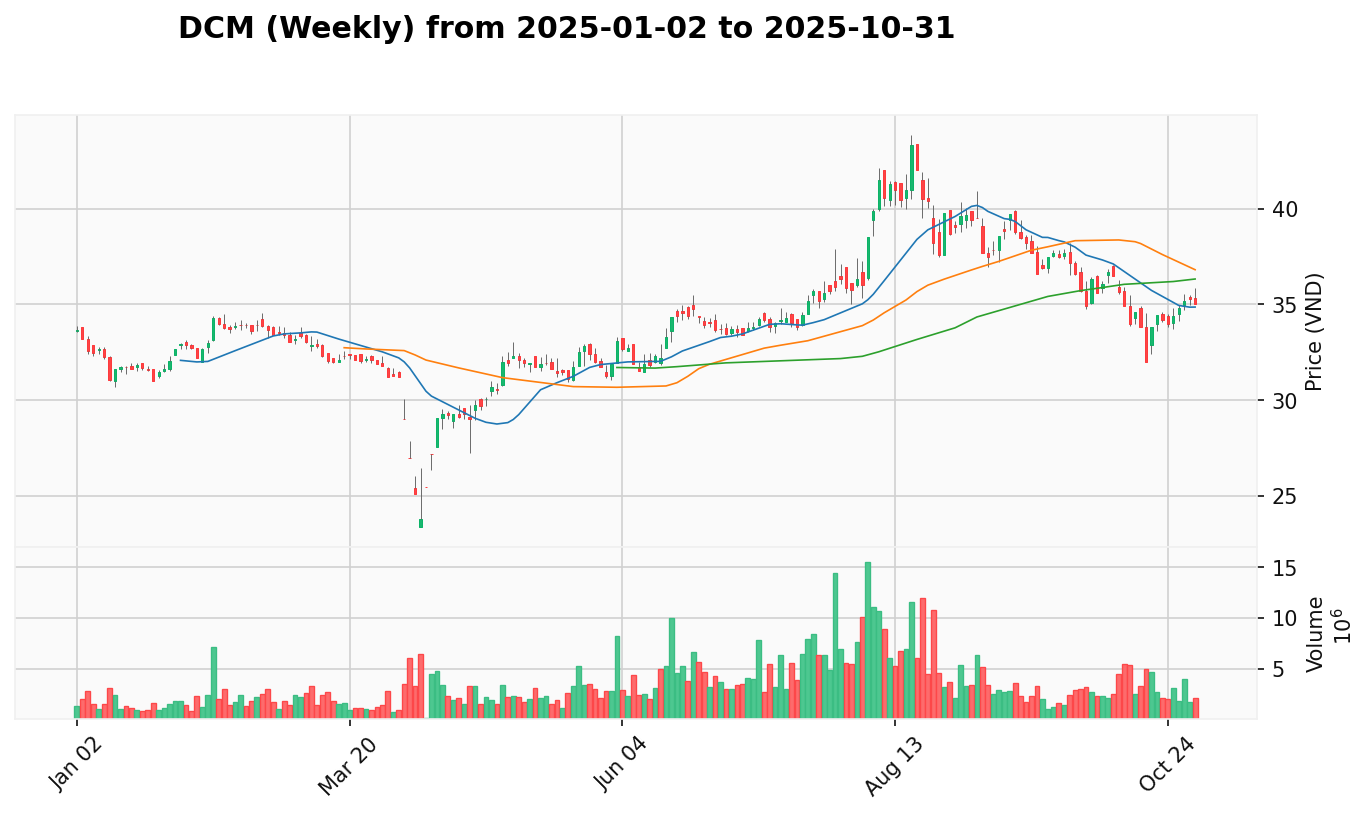 DCM (Weekly) from 2025-01-02 to 2025-10-31
40
35
30
25
Price (VND)
15
10
5
Volume
10⁶
Jan 02
Mar 20
Jun 04
Aug 13
Oct 24